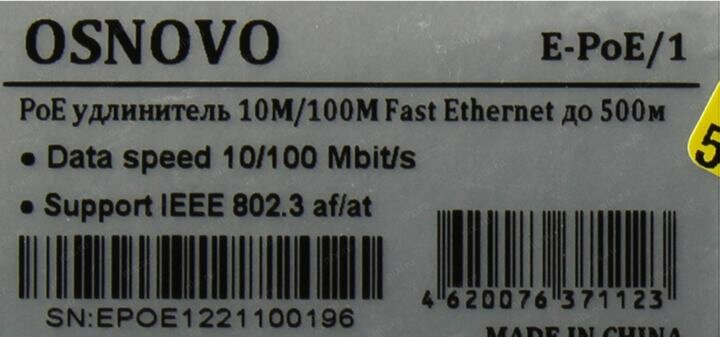 OSNOVO E-PoE/1
PoE удлинитель 10M/100M Fast Ethernet до 500м
• Data speed 10/100 Mbit/s
• Support IEEE 802.3 af/at
SN:EPOE1221100196
4 620076 371123
MADE IN CHINA
5